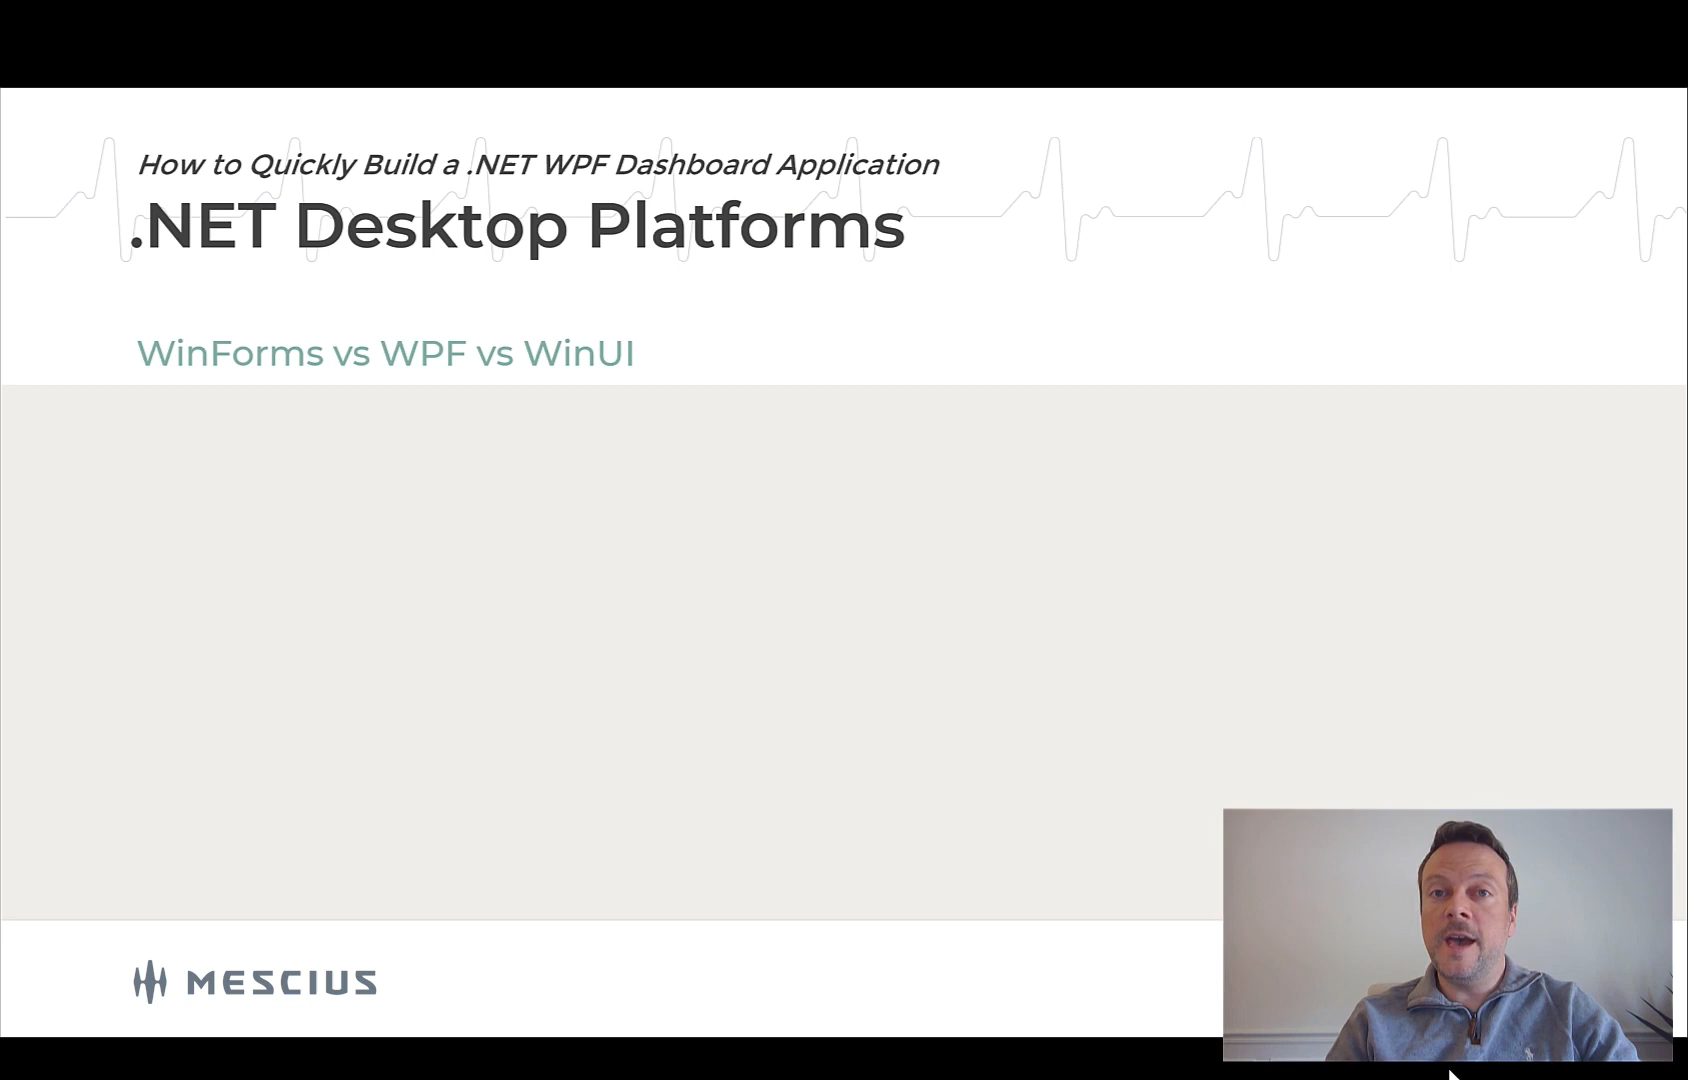 How to Quickly Build a .NET WPF Dashboard Application
.NET Desktop Platforms
WinForms vs WPF vs WinUI
MESCIUS